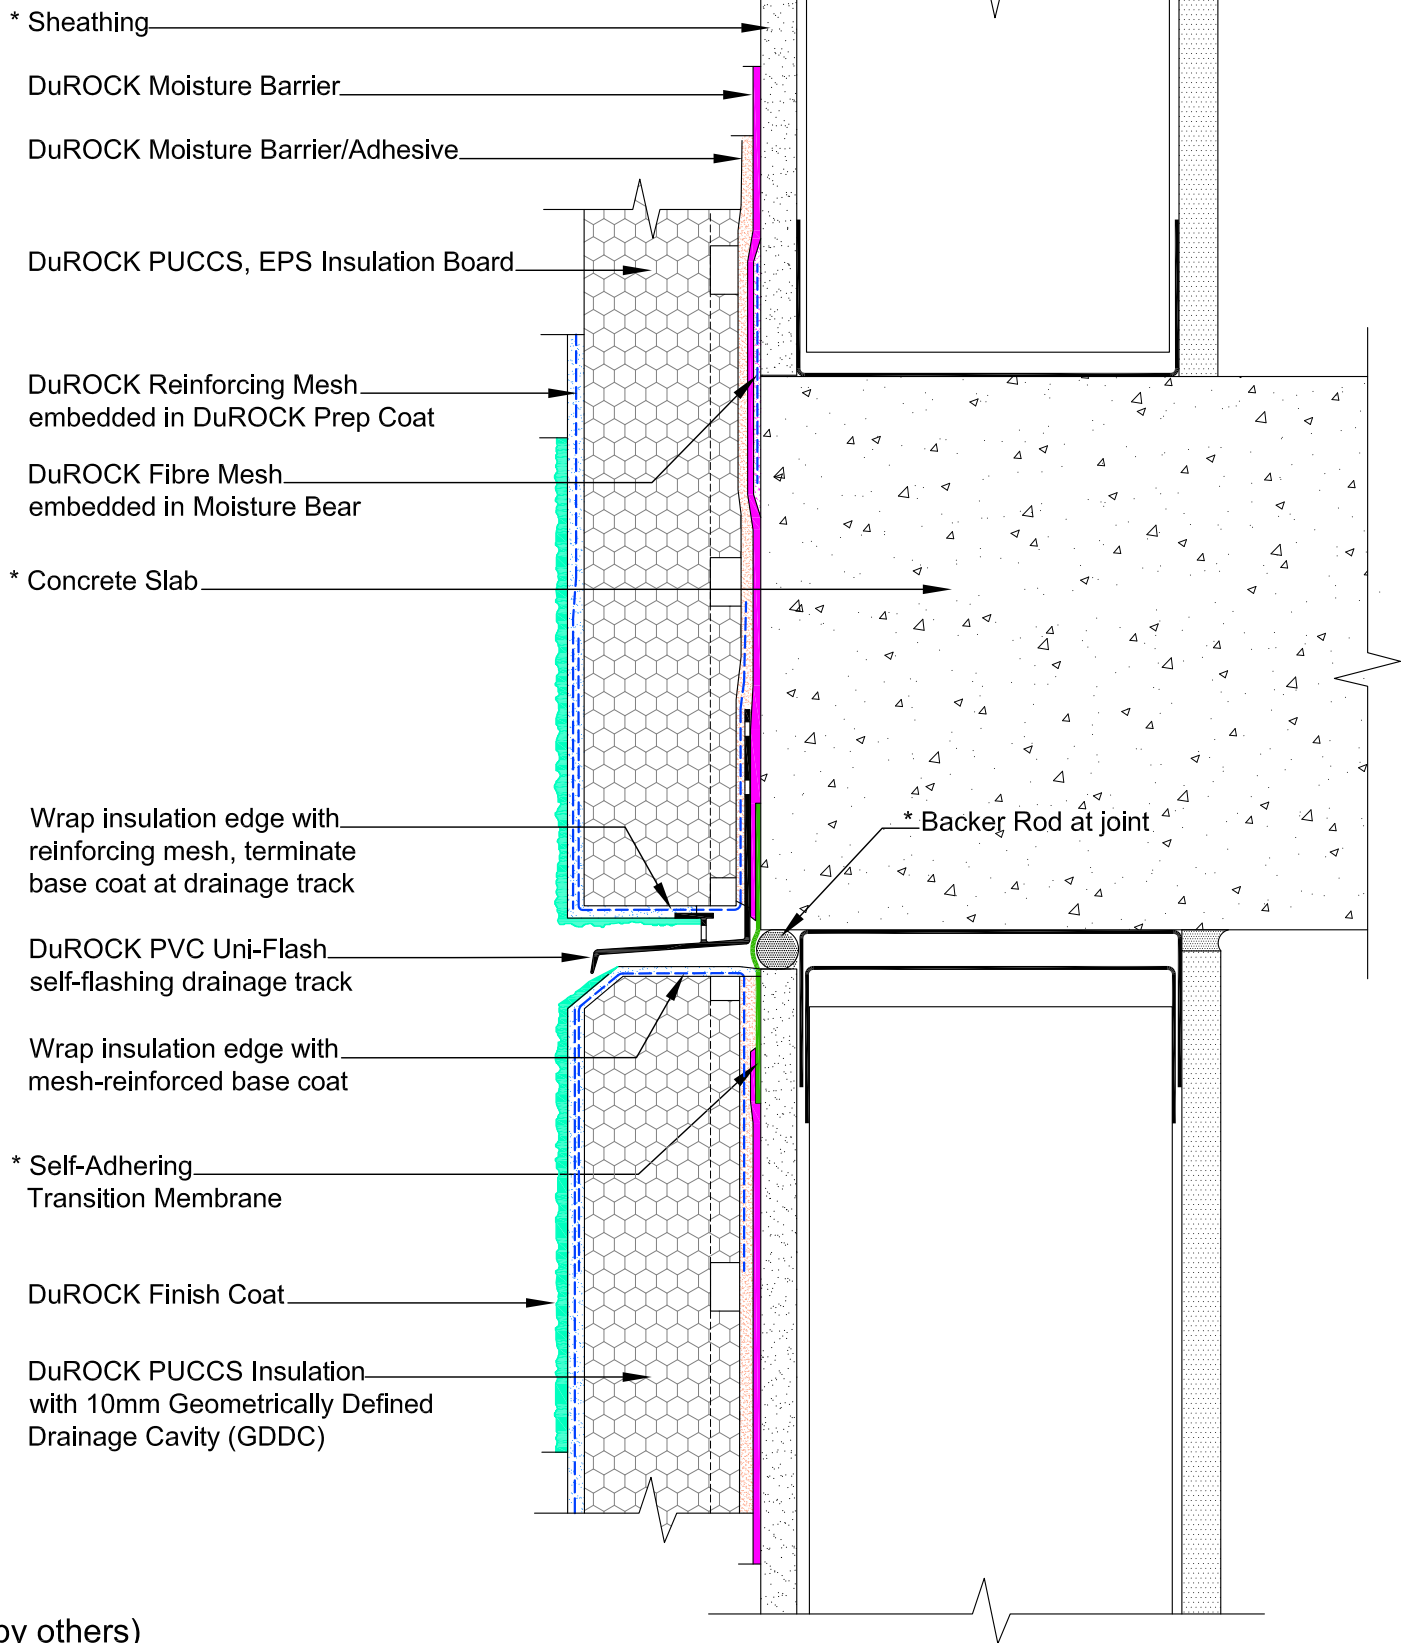 * Sheathing
DuROCK Moisture Barrier
DuROCK Moisture Barrier/Adhesive
DuROCK PUCCS, EPS Insulation Board
DuROCK Reinforcing Mesh
embedded in DuROCK Prep Coat
DuROCK Fibre Mesh
embedded in Moisture Bear
* Concrete Slab
Wrap insulation edge with
reinforcing mesh, terminate
base coat at drainage track
* Backer Rod at joint
DuROCK PVC Uni-Flash
self-flashing drainage track
Wrap insulation edge with
mesh-reinforced base coat
* Self-Adhering
Transition Membrane
DuROCK Finish Coat
DuROCK PUCCS Insulation
with 10mm Geometrically Defined
Drainage Cavity (GDDC)
by others)